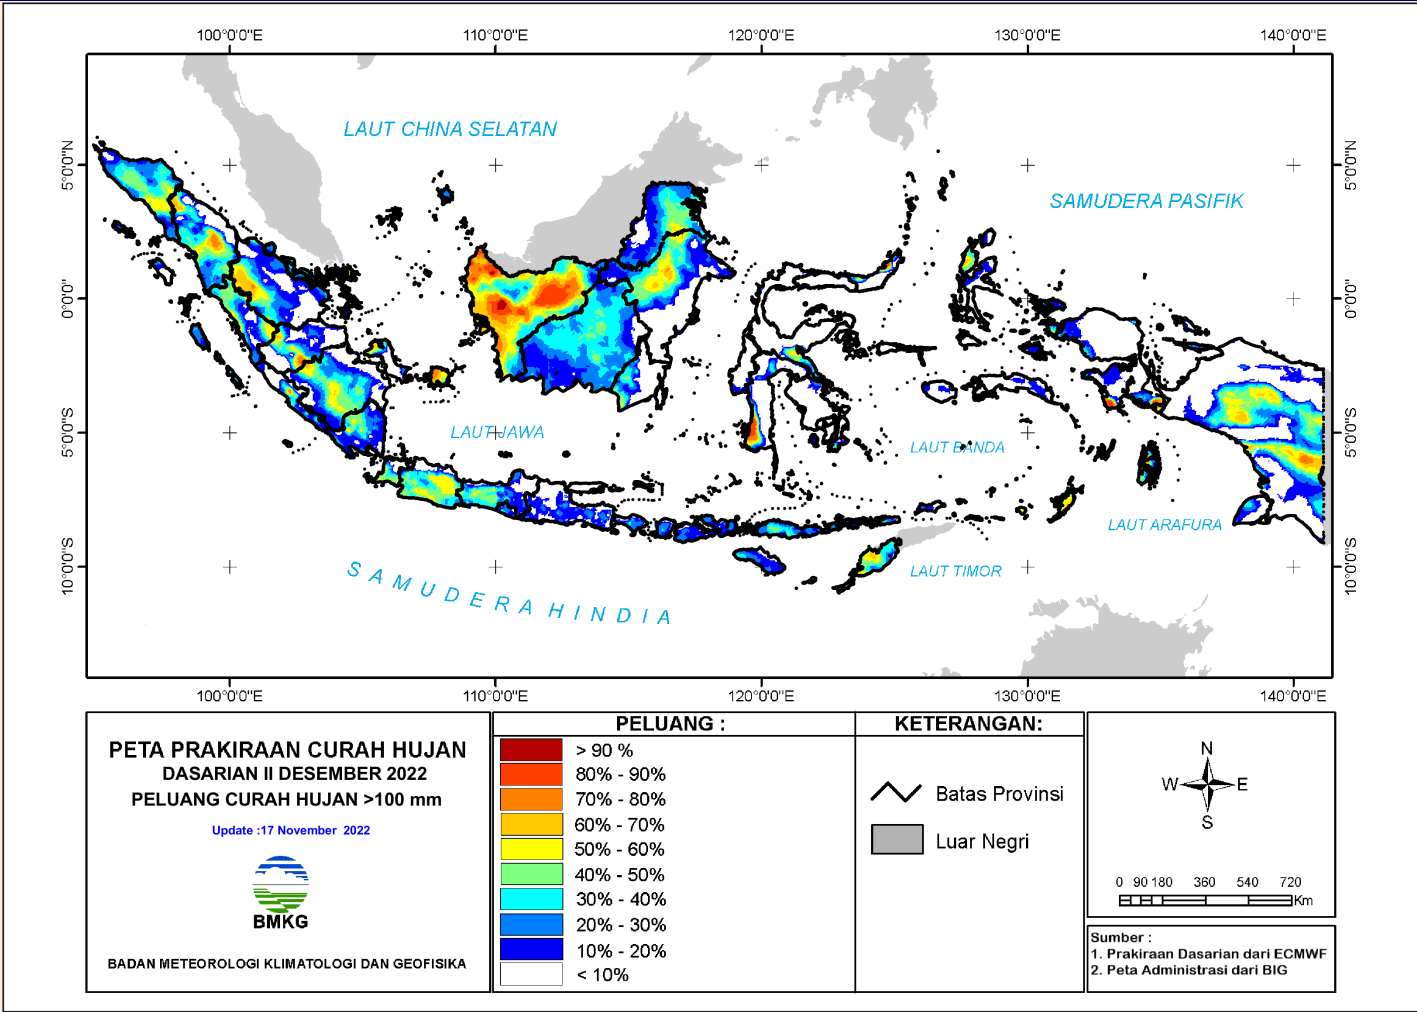 100°0'0"E 110°0'0"E 120°0'0"E 130°0'0"E 140°0'0"E
LAUT CHINA SELATAN
5°0'0"N 5°0'0"N
SAMUDERA PASIFIK
0°0'0" 0°0'0"
LAUT JAWA
5°0'0"S 5°0'0"S
LAUT BANDA
LAUT ARAFURA
10°0'0"S 10°0'0"S
LAUT TIMOR
SAMUDERA HINDIA
100°0'0"E 110°0'0"E 120°0'0"E 130°0'0"E 140°0'0"E
PETA PRAKIRAAN CURAH HUJAN
DASARIAN II DESEMBER 2022
PELUANG CURAH HUJAN >100 mm
Update :17 November 2022
BMKG
BADAN METEOROLOGI KLIMATOLOGI DAN GEOFISIKA
PELUANG :
> 90 %
80% - 90%
70% - 80%
60% - 70%
50% - 60%
40% - 50%
30% - 40%
20% - 30%
10% - 20%
< 10%
KETERANGAN:
Batas Provinsi
Luar Negri
N
W E
S
0 90 180 360 540 720
Km
Sumber :
1. Prakiraan Dasarian dari ECMWF
2. Peta Administrasi dari BIG